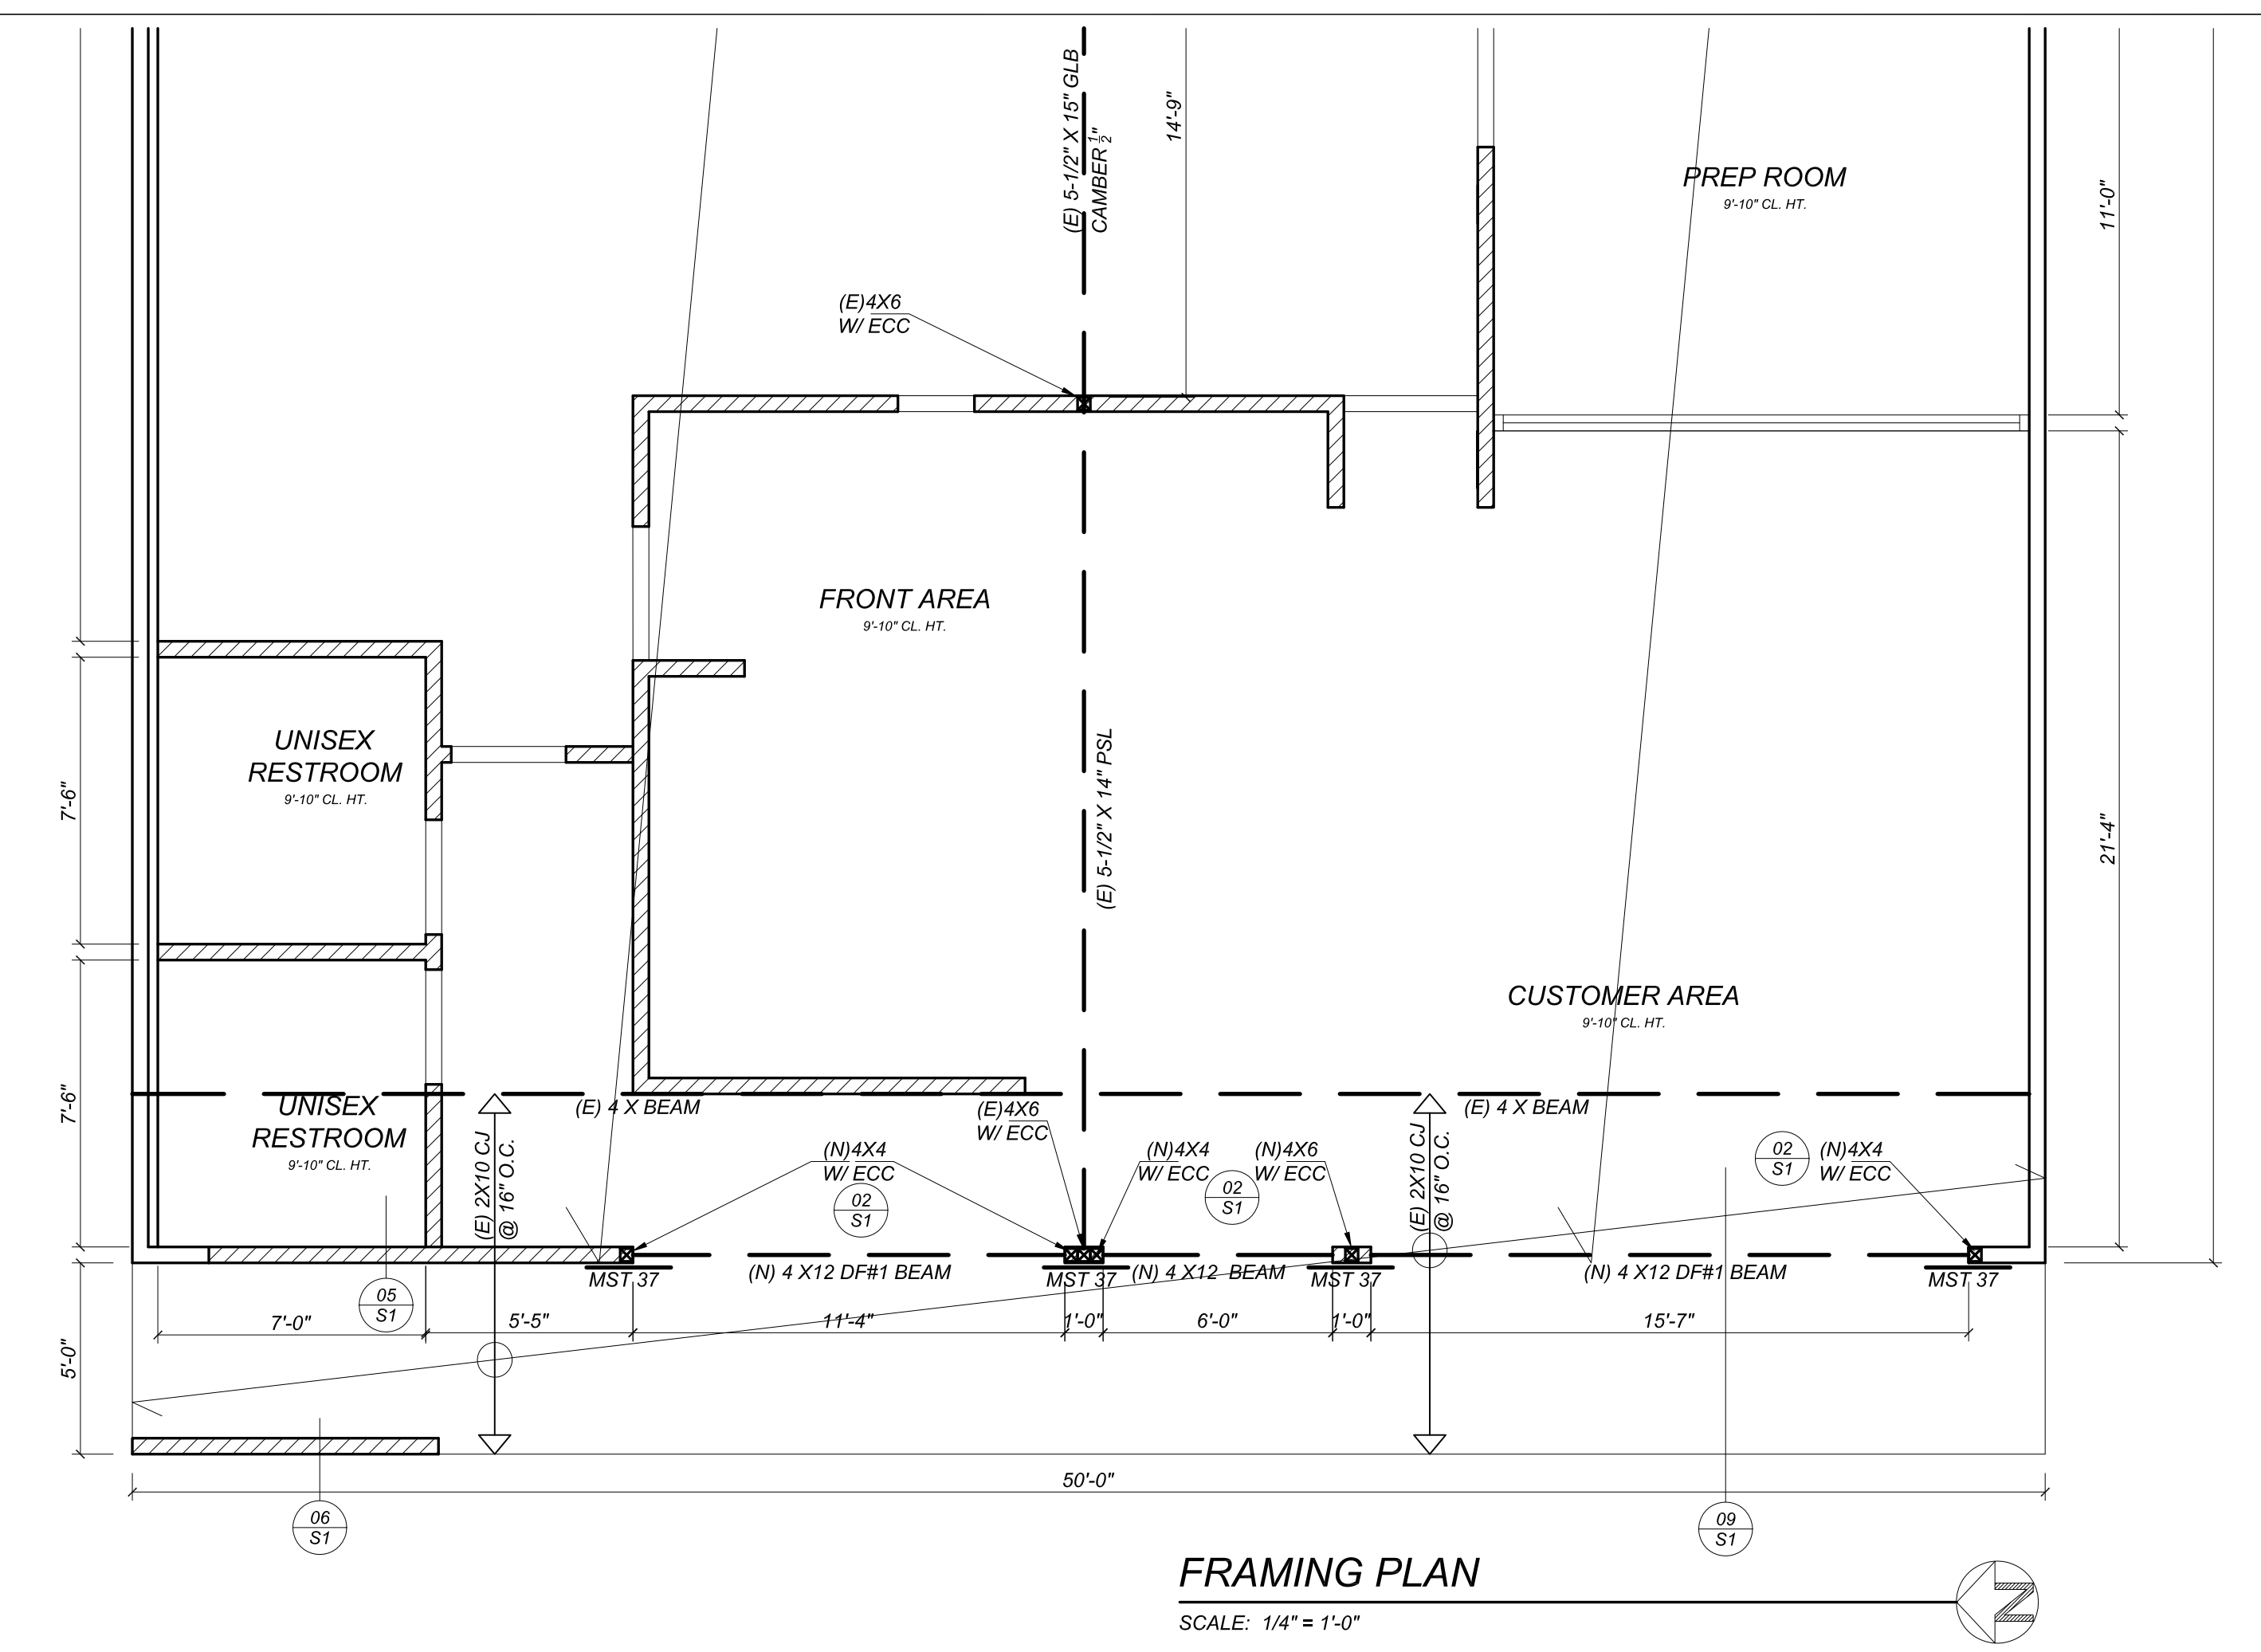 (E) 5-1/2" X 15" GLB
CAMBER 1/2"
14'-9"
PREP ROOM
9'-10" CL. HT.
11'-0"
(E)4X6
W/ ECC
FRONT AREA
9'-10" CL. HT.
UNISEX
RESTROOM
9'-10" CL. HT.
7'-6"
(E) 5-1/2" X 14" PSL
21'-4"
CUSTOMER AREA
9'-10" CL. HT.
7'-6"
UNISEX
RESTROOM
9'-10" CL. HT.
(E) 4 X BEAM
(E)4X6
W/ ECC
(E) 4 X BEAM
(E) 2X10 CJ
@ 16" O.C.
(N)4X4
W/ ECC
02
S1
(N)4X4
W/ ECC
02
S1
(N)4X6
W/ ECC
(E) 2X10 CJ
@ 16" O.C.
02
S1
(N)4X4
W/ ECC
MST 37
(N) 4 X12 DF#1 BEAM
MST 37
(N) 4 X12 BEAM
MST 37
(N) 4 X12 DF#1 BEAM
MST 37
05
S1
7'-0"
5'-5"
11'-4"
1'-0"
6'-0"
1'-0"
15'-7"
5'-0"
50'-0"
06
S1
09
S1
FRAMING PLAN
SCALE: 1/4" = 1'-0"
N